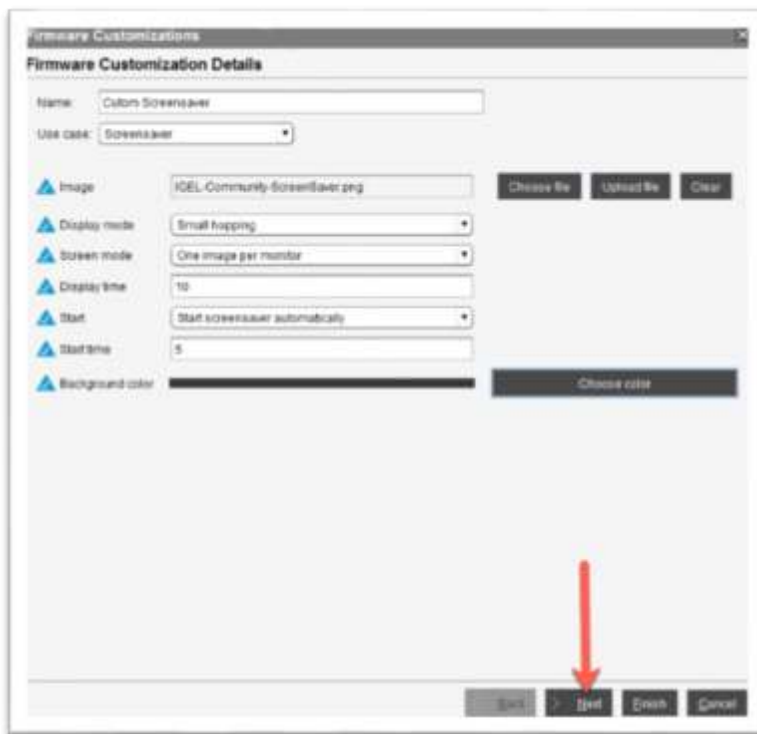 Firmware Customizations
Firmware Customization Details
Name: Cutom Screensaver
Use case: Screensaver
Image IGEL-Community-ScreenSaver.png Choose file Upload file Clear
Display mode Small hopping
Screen mode One image per monitor
Display time 10
Start Start screensaver automatically
Start time 5
Background color Choose color
Back Next Finish Cancel